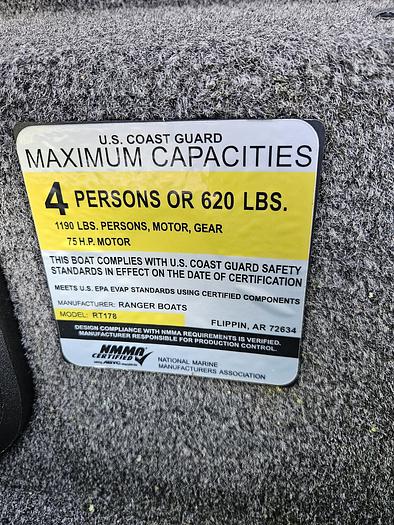 U.S. COAST GUARD
MAXIMUM CAPACITIES
4 PERSONS OR 620 LBS.
1190 LBS. PERSONS, MOTOR, GEAR
75 H.P. MOTOR
THIS BOAT COMPLIES WITH U.S. COAST GUARD SAFETY
STANDARDS IN EFFECT ON THE DATE OF CERTIFICATION
MEETS U.S. EPA EVAP STANDARDS USING CERTIFIED COMPONENTS
MANUFACTURER: RANGER BOATS
MODEL: RT178
FLIPPIN, AR 72634
DESIGN COMPLIANCE WITH NMMA REQUIREMENTS IS VERIFIED.
MANUFACTURER RESPONSIBLE FOR PRODUCTION CONTROL.
NMMA
CERTIFIED
NATIONAL MARINE
MANUFACTURERS ASSOCIATION